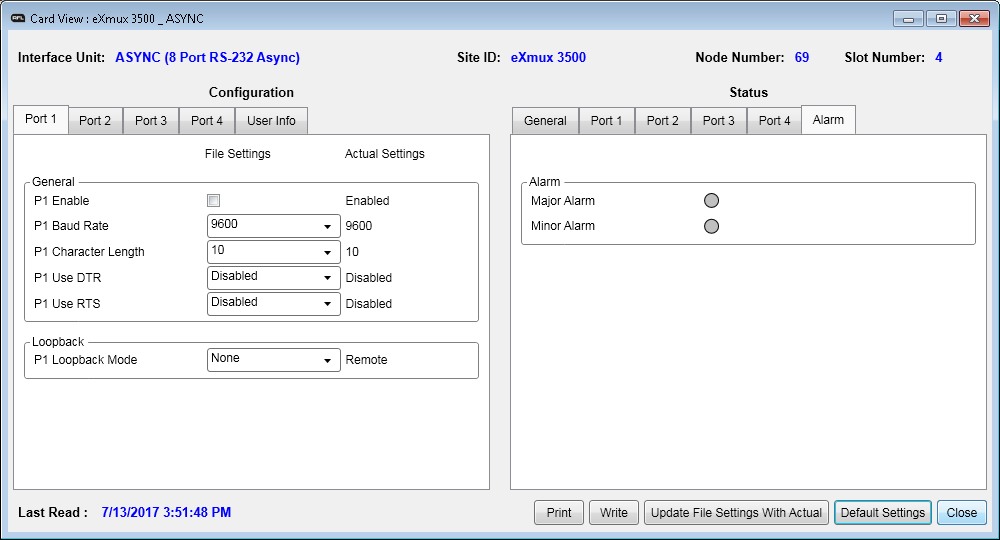 AFL Card View : eXmux 3500 _ ASYNC
Interface Unit: ASYNC (8 Port RS-232 Async) Site ID: eXmux 3500 Node Number: 69 Slot Number: 4
Configuration Status
Port 1 Port 2 Port 3 Port 4 User Info General Port 1 Port 2 Port 3 Port 4 Alarm
File Settings Actual Settings
General Alarm
P1 Enable Enabled Major Alarm
P1 Baud Rate 9600 9600 Minor Alarm
P1 Character Length 10 10
P1 Use DTR Disabled Disabled
P1 Use RTS Disabled Disabled
Loopback
P1 Loopback Mode None Remote
Last Read : 7/13/2017 3:51:48 PM Print Write Update File Settings With Actual Default Settings Close